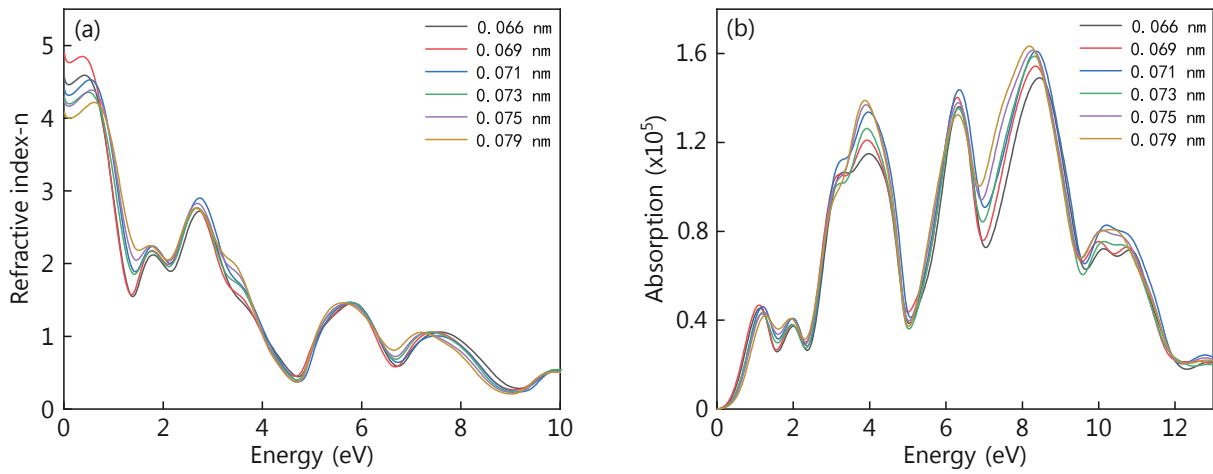 (a)
0.066 nm
0.069 nm
0.071 nm
0.073 nm
0.075 nm
0.079 nm
5
4
3
2
1
0
Refractive index-n
0 2 4 6 8 10
Energy (eV)
(b)
0.066 nm
0.069 nm
0.071 nm
0.073 nm
0.075 nm
0.079 nm
1.6
1.2
0.8
0.4
0
Absorption (x10⁵)
0 2 4 6 8 10 12
Energy (eV)